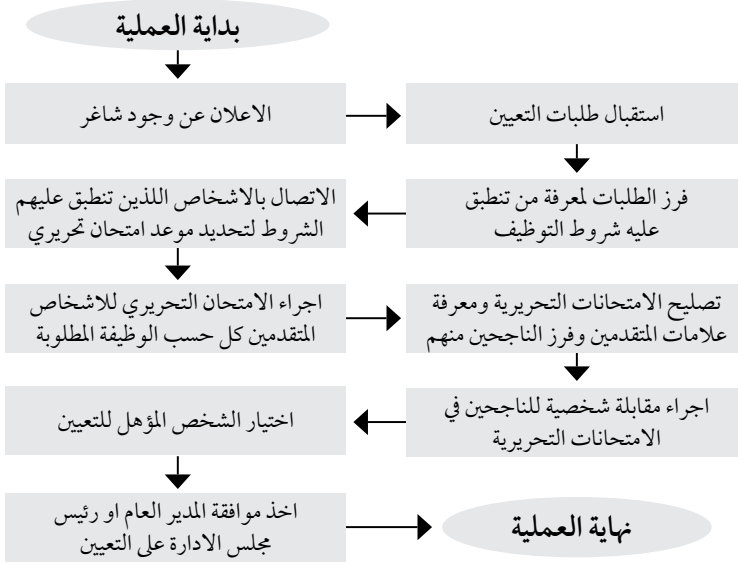 بداية العملية
الاعلان عن وجود شاغر
استقبال طلبات التعيين
فرز الطلبات لمعرفة من تنطبق
عليه شروط التوظيف
الاتصال بالاشخاص اللذين تنطبق عليهم
الشروط لتحديد موعد امتحان تحريري
اجراء الامتحان التحريري للاشخاص
المتقدمين كل حسب الوظيفة المطلوبة
تصليح الامتحانات التحريرية ومعرفة
علامات المتقدمين وفرز الناجحين منهم
اجراء مقابلة شخصية للناجحين في
الامتحانات التحريرية
اختيار الشخص المؤهل للتعيين
اخذ موافقة المدير العام او رئيس
مجلس الادارة على التعيين
نهاية العملية